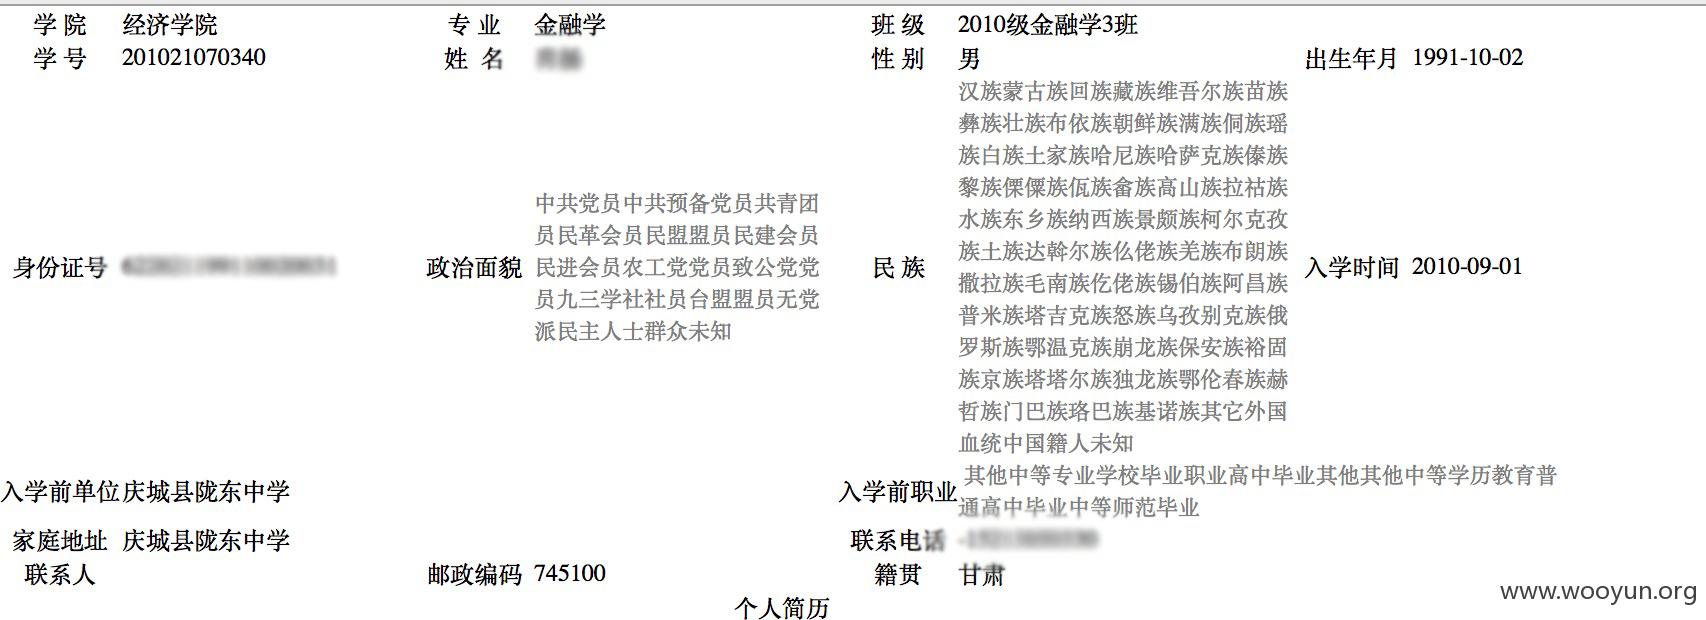 学 院 经济学院 专 业 金融学 班 级 2010级金融学3班
学 号 201021070340 姓 名 性 别 男 出生年月 1991-10-02
汉族蒙古族回族藏族维吾尔族苗族
彝族壮族布依族朝鲜族满族侗族瑶
族白族土家族哈尼族哈萨克族傣族
黎族傈僳族佤族畲族高山族拉祜族
水族东乡族纳西族景颇族柯尔克孜
族土族达斡尔族仫佬族羌族布朗族
撒拉族毛南族仡佬族锡伯族阿昌族
普米族塔吉克族怒族乌孜别克族俄
罗斯族鄂温克族崩龙族保安族裕固
族京族塔塔尔族独龙族鄂伦春族赫
哲族门巴族珞巴族基诺族其它外国
血统中国籍人未知
中共党员中共预备党员共青团
员民革会员民盟盟员民建会员
民进会员农工党党员致公党党
员九三学社社员台盟盟员无党
派民主人士群众未知
身份证号 政治面貌 民 族 入学时间 2010-09-01
其他中等专业学校毕业职业高中毕业其他其他中等学历教育普
通高中毕业中等师范毕业
入学前单位 庆城县陇东中学 入学前职业
家庭地址 庆城县陇东中学 联系电话
联系人 邮政编码 745100 籍贯 甘肃
个人简历
www.wooyun.org